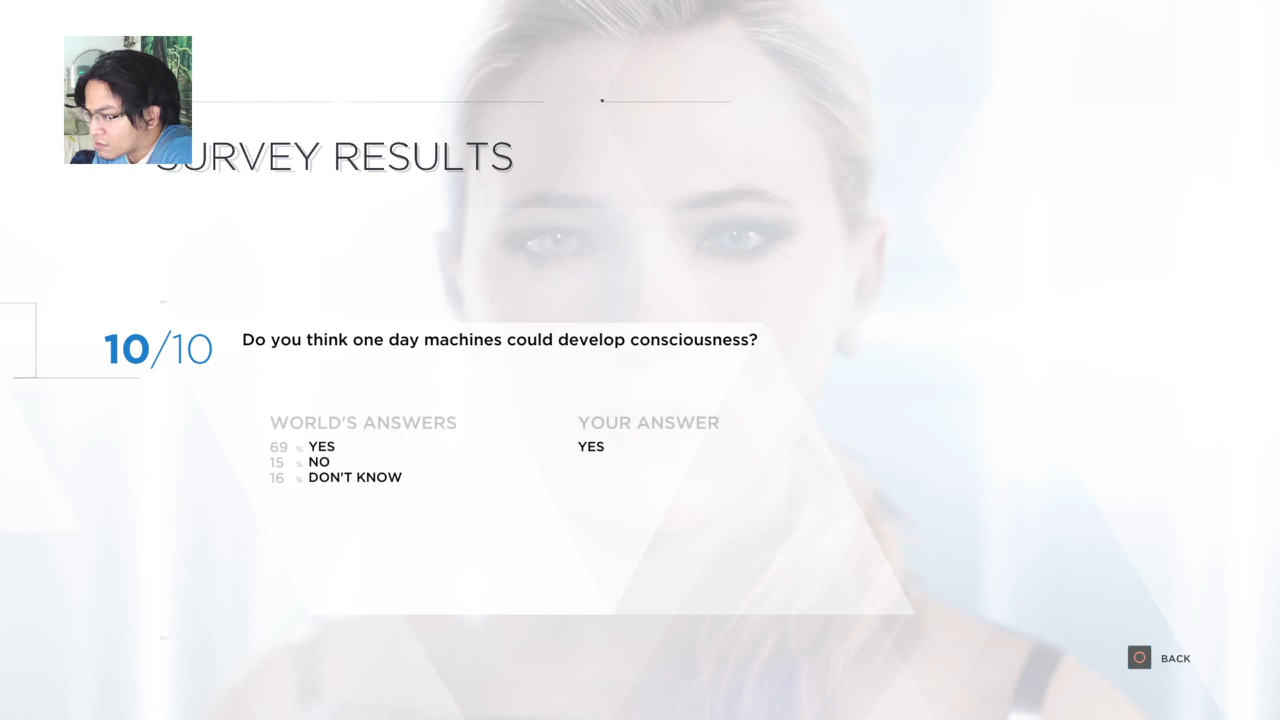 SURVEY RESULTS
10/10
Do you think one day machines could develop consciousness?
WORLD'S ANSWERS
69 % YES
15 % NO
16 % DON'T KNOW
YOUR ANSWER
YES
BACK